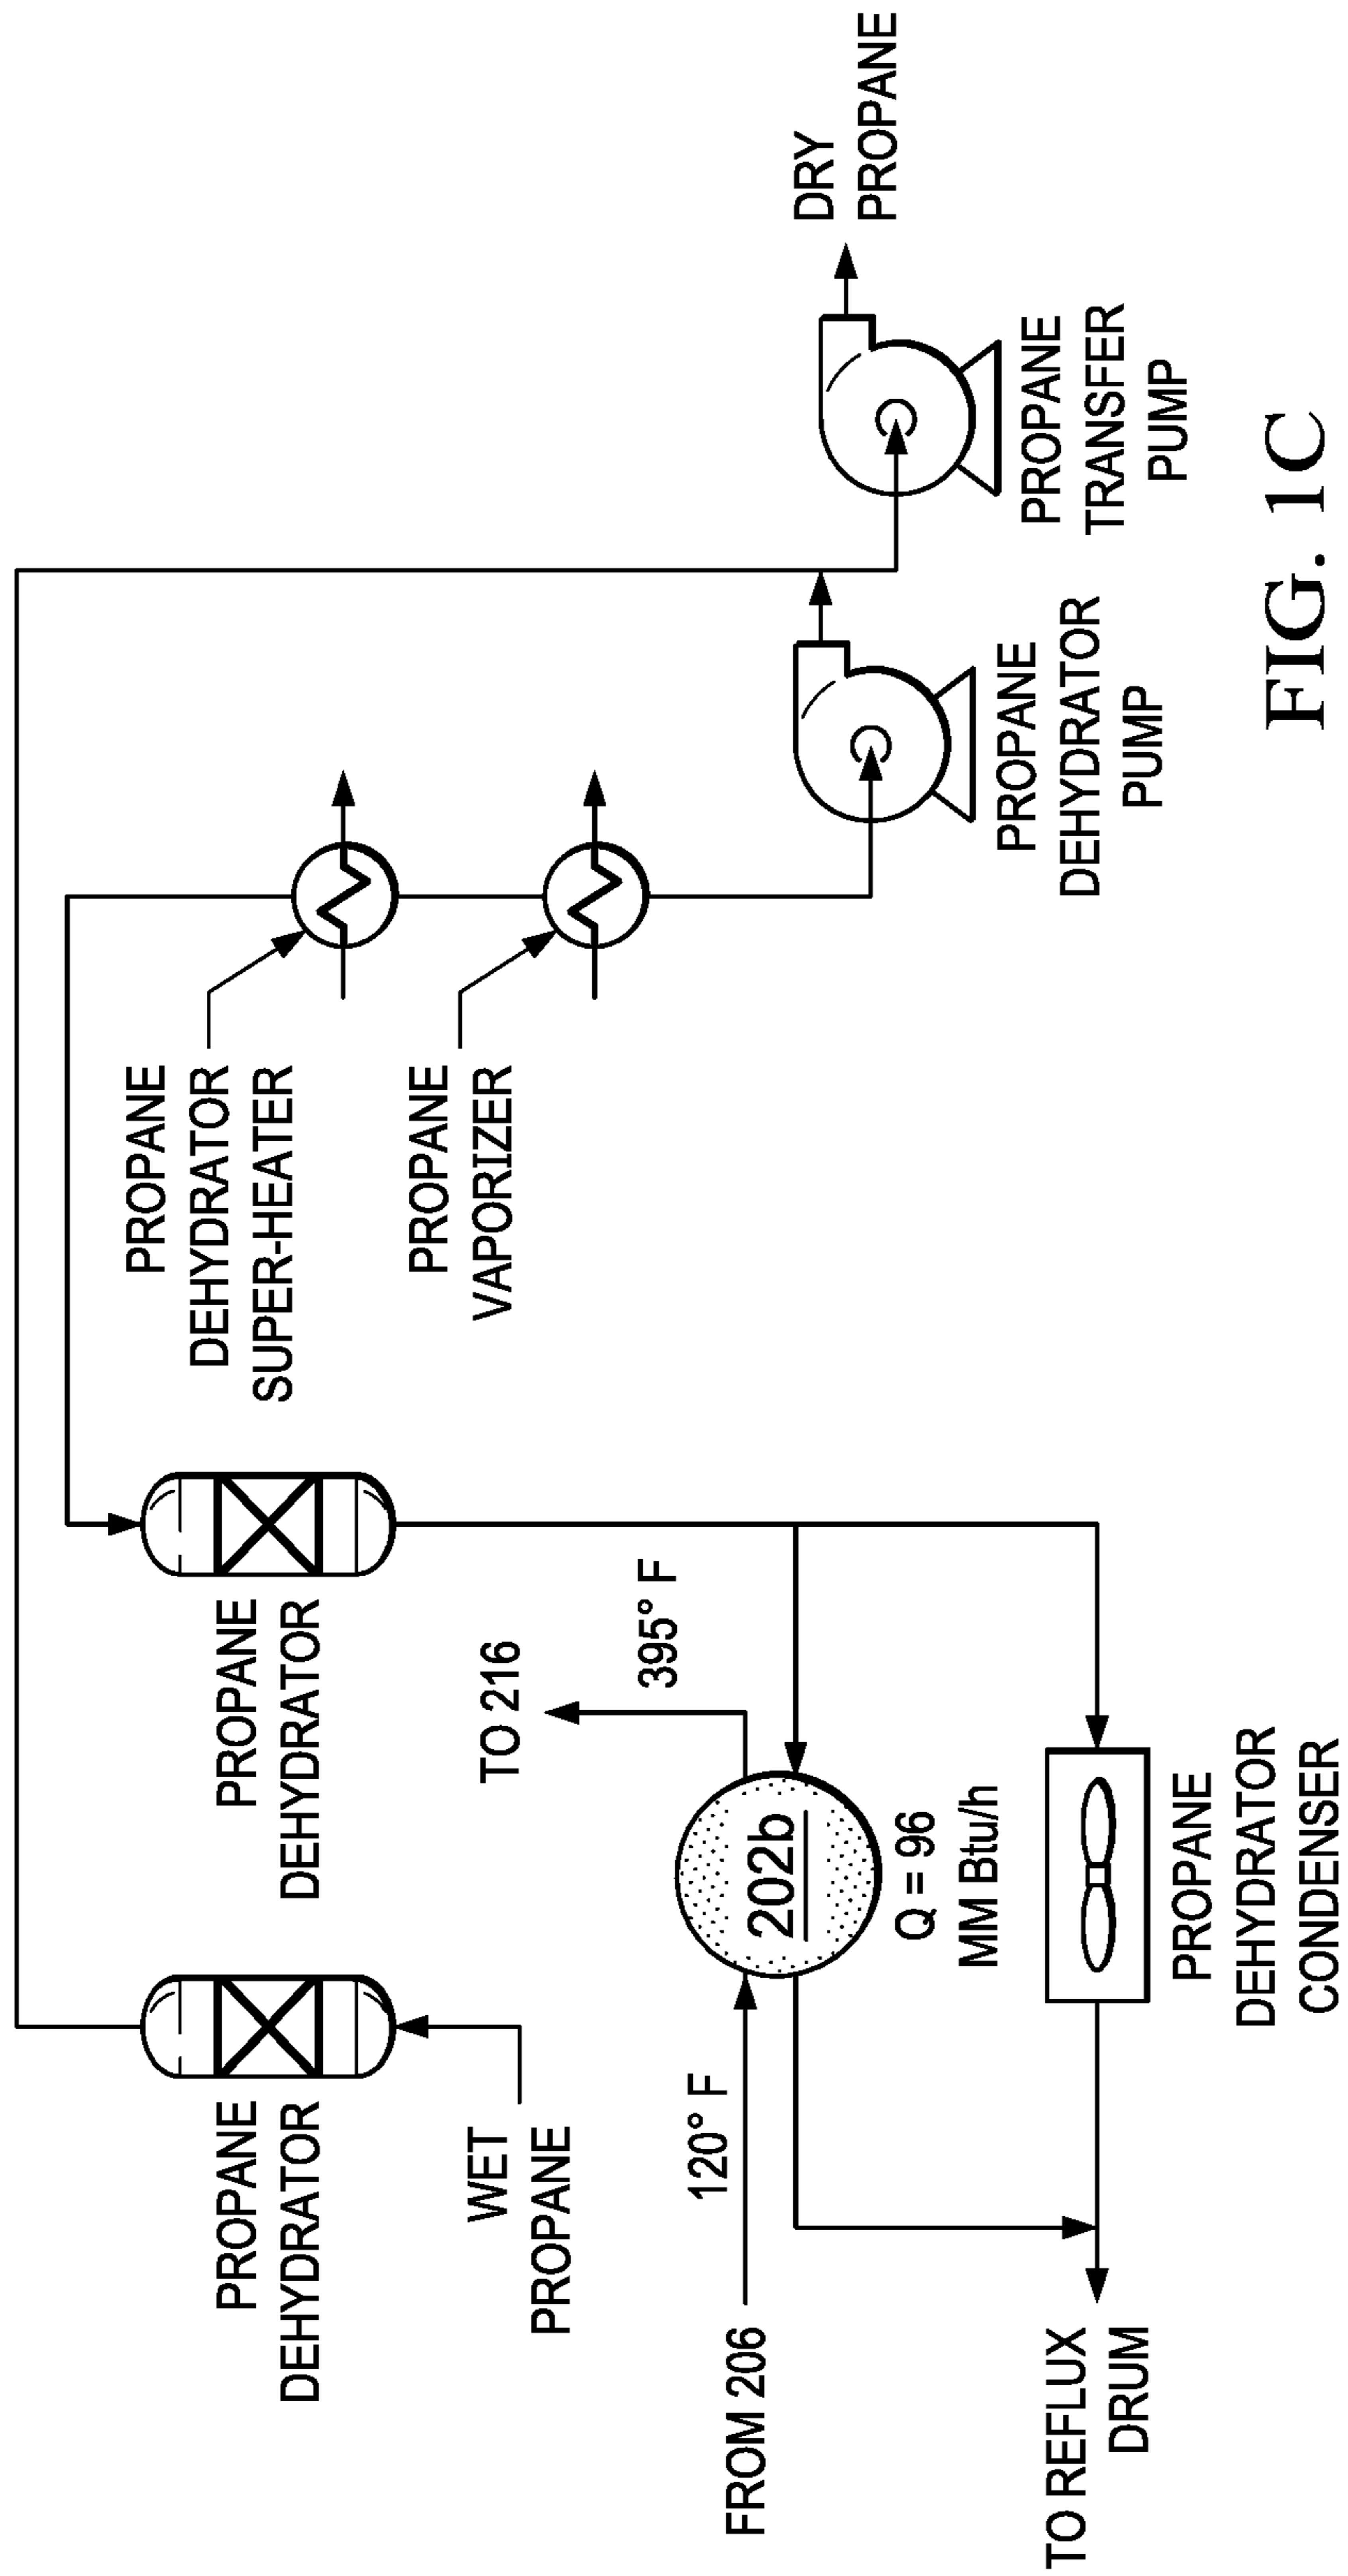 PROPANE
DEHYDRATOR
WET
PROPANE
PROPANE
DEHYDRATOR
PROPANE
DEHYDRATOR
SUPER-HEATER
PROPANE
VAPORIZER
TO 216
395° F
120° F
FROM 206
202b
Q = 96
MM Btu/h
TO REFLUX
DRUM
PROPANE
DEHYDRATOR
CONDENSER
PROPANE
DEHYDRATOR
PUMP
PROPANE
TRANSFER
PUMP
DRY
PROPANE
FIG. 1C